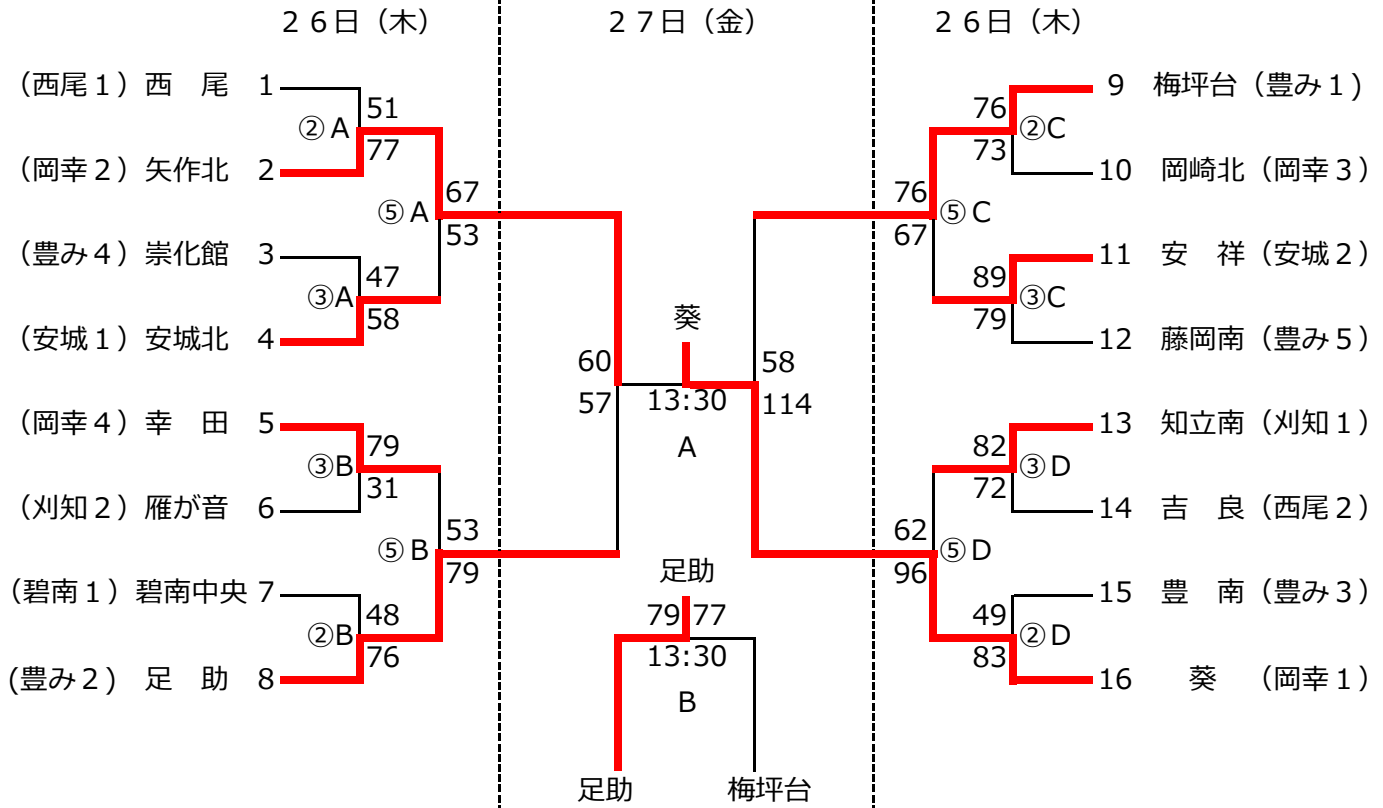 ２６日（木）　２７日（金）　２６日（木）
（西尾１）西　尾　1　9　梅坪台（豊み１）
51　76
②A　②C
77　73
（岡幸２）矢作北　2　10　岡崎北（岡幸３）
67　76
⑤A　⑤C
53　67
（豊み４）崇化館　3　11　安　祥（安城２）
47　89
③A　③C
58　79
葵
（安城１）安城北　4　12　藤岡南（豊み５）
60　58
57　13:30　114
（岡幸４）幸　田　5　13　知立南（刈知１）
79　A　82
③B　③D
31　72
（刈知２）雁が音　6　14　吉　良（西尾２）
53　62
⑤B　⑤D
79　足助　96
（碧南１）碧南中央 7　15　豊　南（豊み３）
48　79　77　49
②B　②D
76　13:30　83
（豊み２）　足　助　8　16　葵　（岡幸１）
B
足助　梅坪台